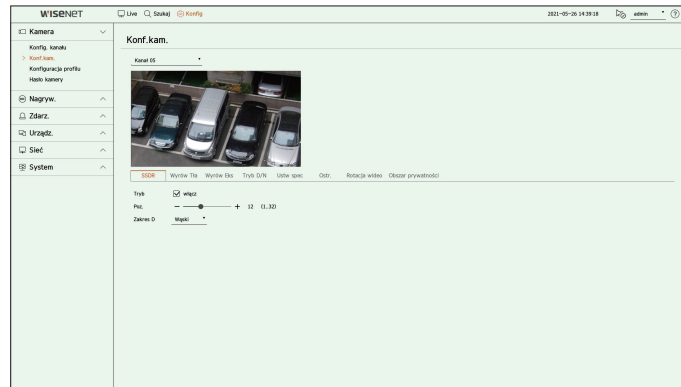 WISENET
Live Szukaj Konfig 2021-05-26 14:39:18 admin ?
Kamera
Konfig. kanału
> Konf.kam.
Konfiguracja profilu
Hasło kamery
Nagryw.
Zdarz.
Urządz.
Sieć
System
Konf.kam.
Kanał 05
SSDR Wyrów Tła Wyrów Eks Tryb D/N Ustw spec Ostr. Rotacja wideo Obszar prywatności
Tryb włącz
Poz. − + 12 (1..32)
Zakres D Wąski